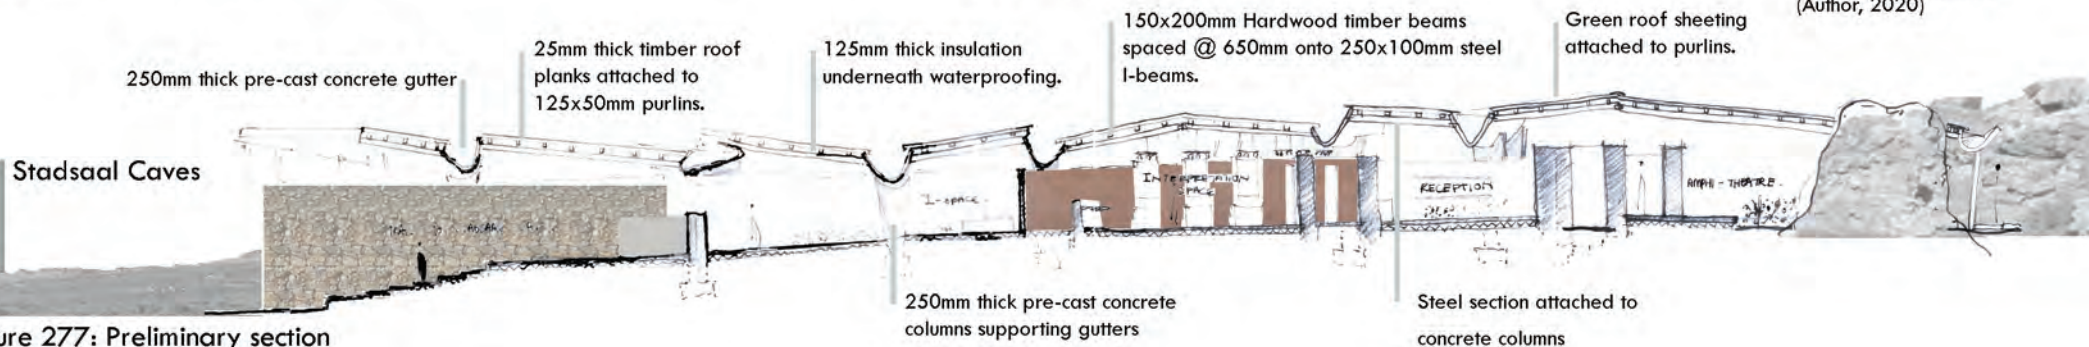 (Author, 2020)
150x200mm Hardwood timber beams
spaced @ 650mm onto 250x100mm steel
I-beams.
Green roof sheeting
attached to purlins.
25mm thick timber roof
planks attached to
125x50mm purlins.
125mm thick insulation
underneath waterproofing.
250mm thick pre-cast concrete gutter
Stadsaal Caves
I-SPACE.
INTERPRETATION
SPACE
RECEPTION
AMPHI-THEATRE.
250mm thick pre-cast concrete
columns supporting gutters
Steel section attached to
concrete columns
ure 277: Preliminary section